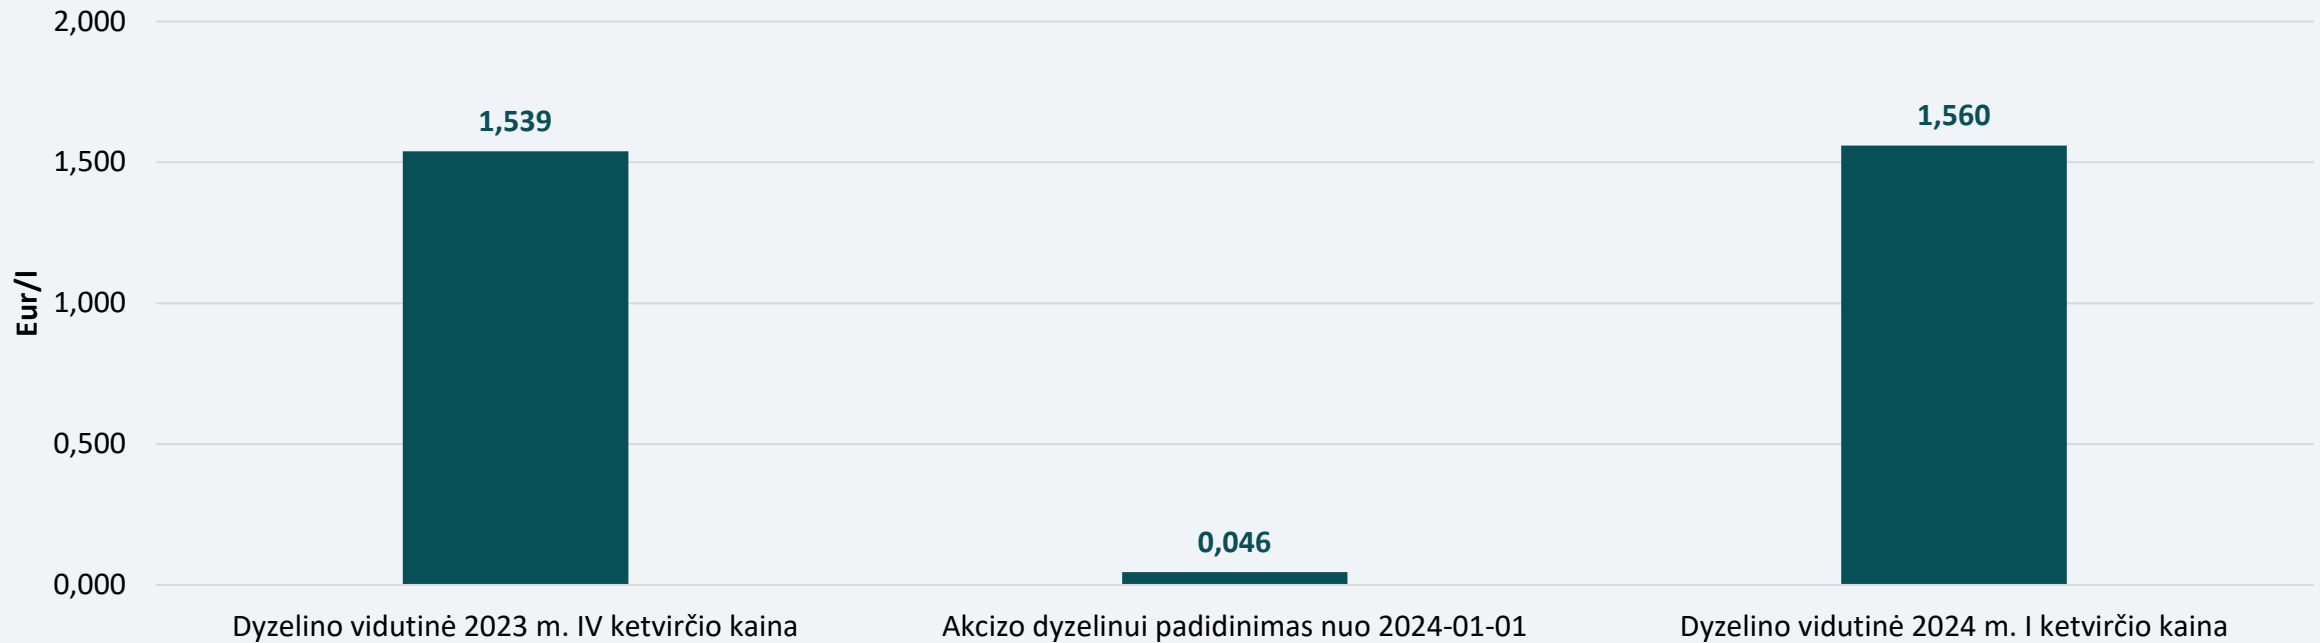 2,000
1,500
1,000
0,500
0,000
Eur/l
1,539
0,046
1,560
Dyzelino vidutinė 2023 m. IV ketvirčio kaina
Akcizo dyzelinui padidinimas nuo 2024-01-01
Dyzelino vidutinė 2024 m. I ketvirčio kaina